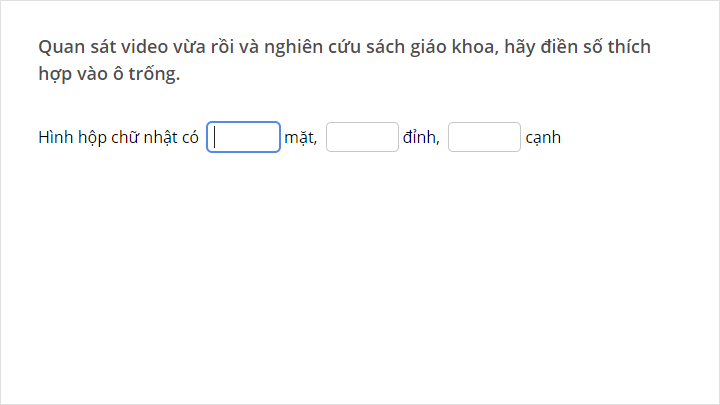 Quan sát video vừa rồi và nghiên cứu sách giáo khoa, hãy điền số thích
hợp vào ô trống.
Hình hộp chữ nhật có mặt, đỉnh, cạnh